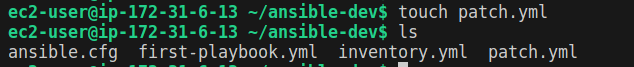 ec2-user@ip-172-31-6-13 ~/ansible-dev$ touch patch.yml
ec2-user@ip-172-31-6-13 ~/ansible-dev$ ls
ansible.cfg  first-playbook.yml  inventory.yml  patch.yml